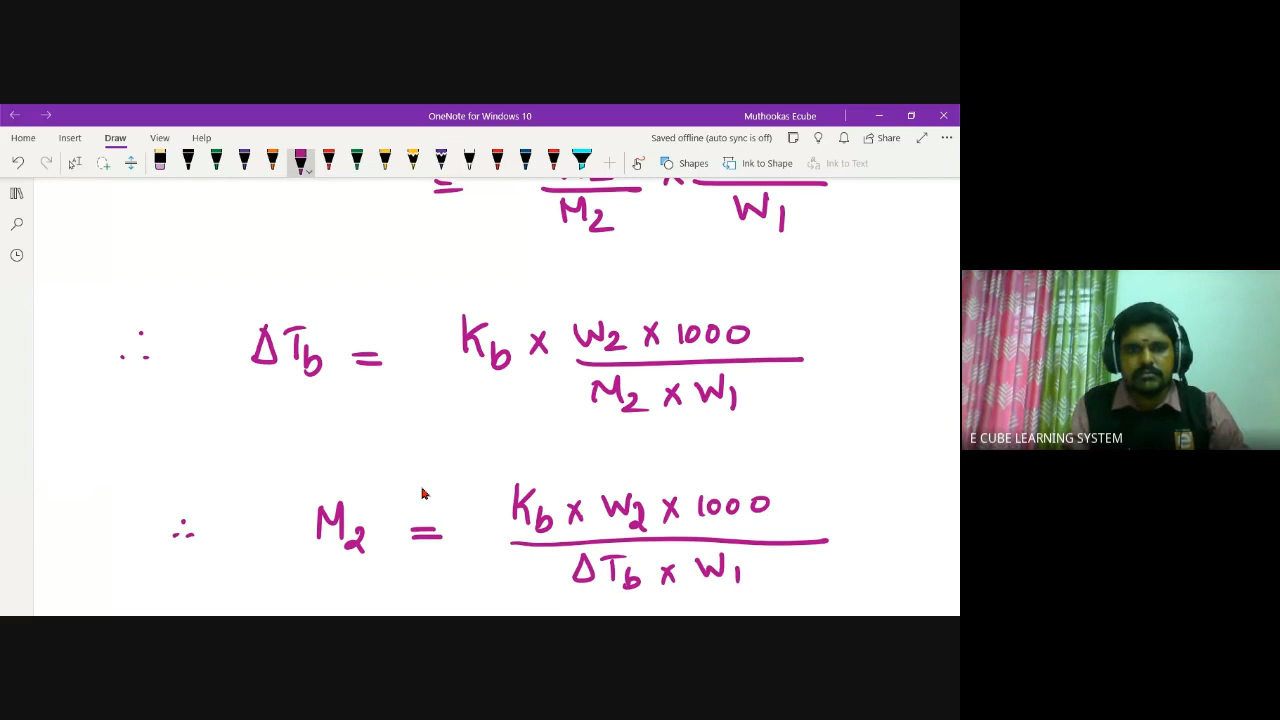 OneNote for Windows 10
Muthookas Ecube
Home Insert Draw View Help
Saved offline (auto sync is off) Share
Shapes Ink to Shape Ink to Text
= M2 × W1
∴ ΔTb = Kb × W2 × 1000
M2 × W1
E CUBE LEARNING SYSTEM
∴ M2 = Kb × W2 × 1000
ΔTb × W1